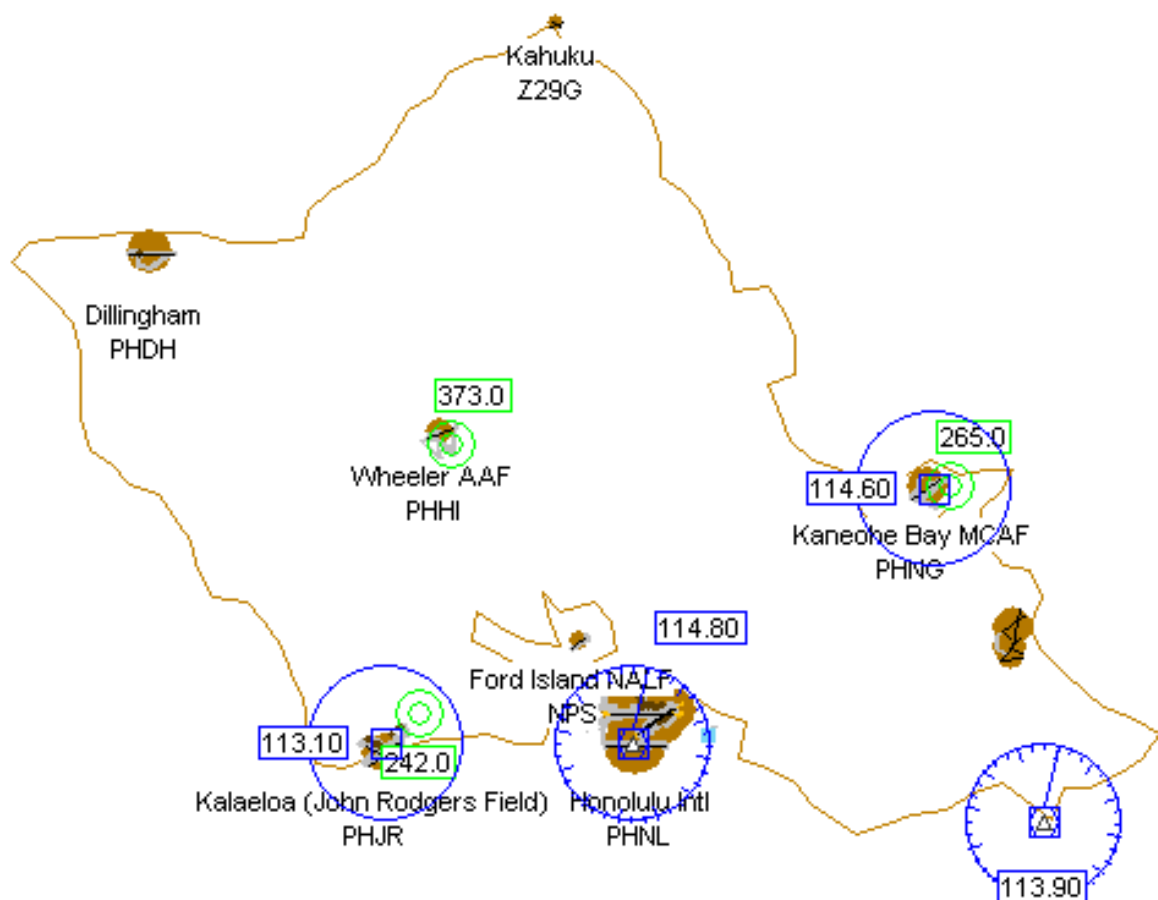 Kahuku
Z29G
Dillingham
PHDH
373.0
Wheeler AAF
PHHI
265.0
114.60
Kaneohe Bay MCAF
PHNG
114.80
Ford Island NALF
NPS
113.10
242.0
Kalaeloa (John Rodgers Field)
PHJR
Honolulu Intl
PHNL
113.90